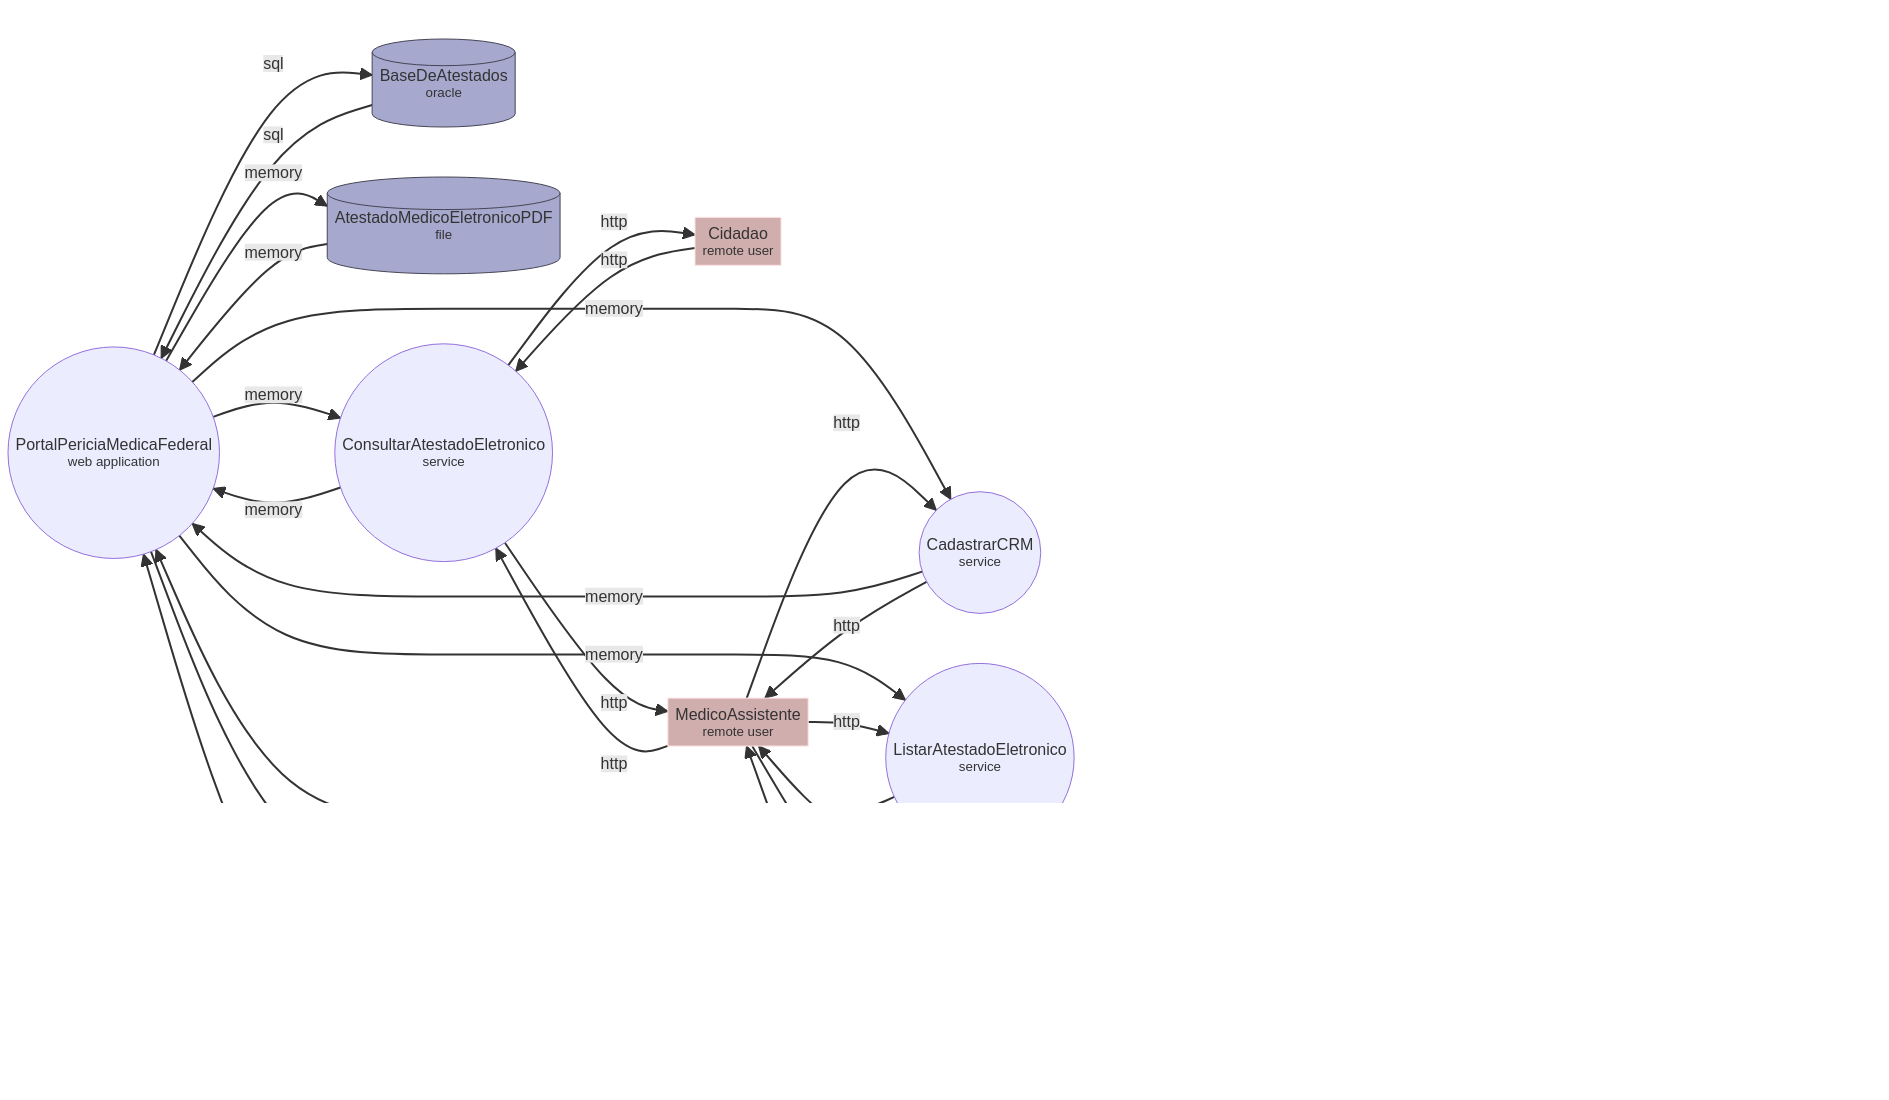 sql
BaseDeAtestados
oracle
sql
memory
AtestadoMedicoEletronicoPDF
file
memory
http
Cidadao
remote user
http
memory
memory
http
PortalPericiaMedicaFederal
web application
ConsultarAtestadoEletronico
service
memory
CadastrarCRM
service
memory
http
memory
http
MedicoAssistente
remote user
http
ListarAtestadoEletronico
service
http